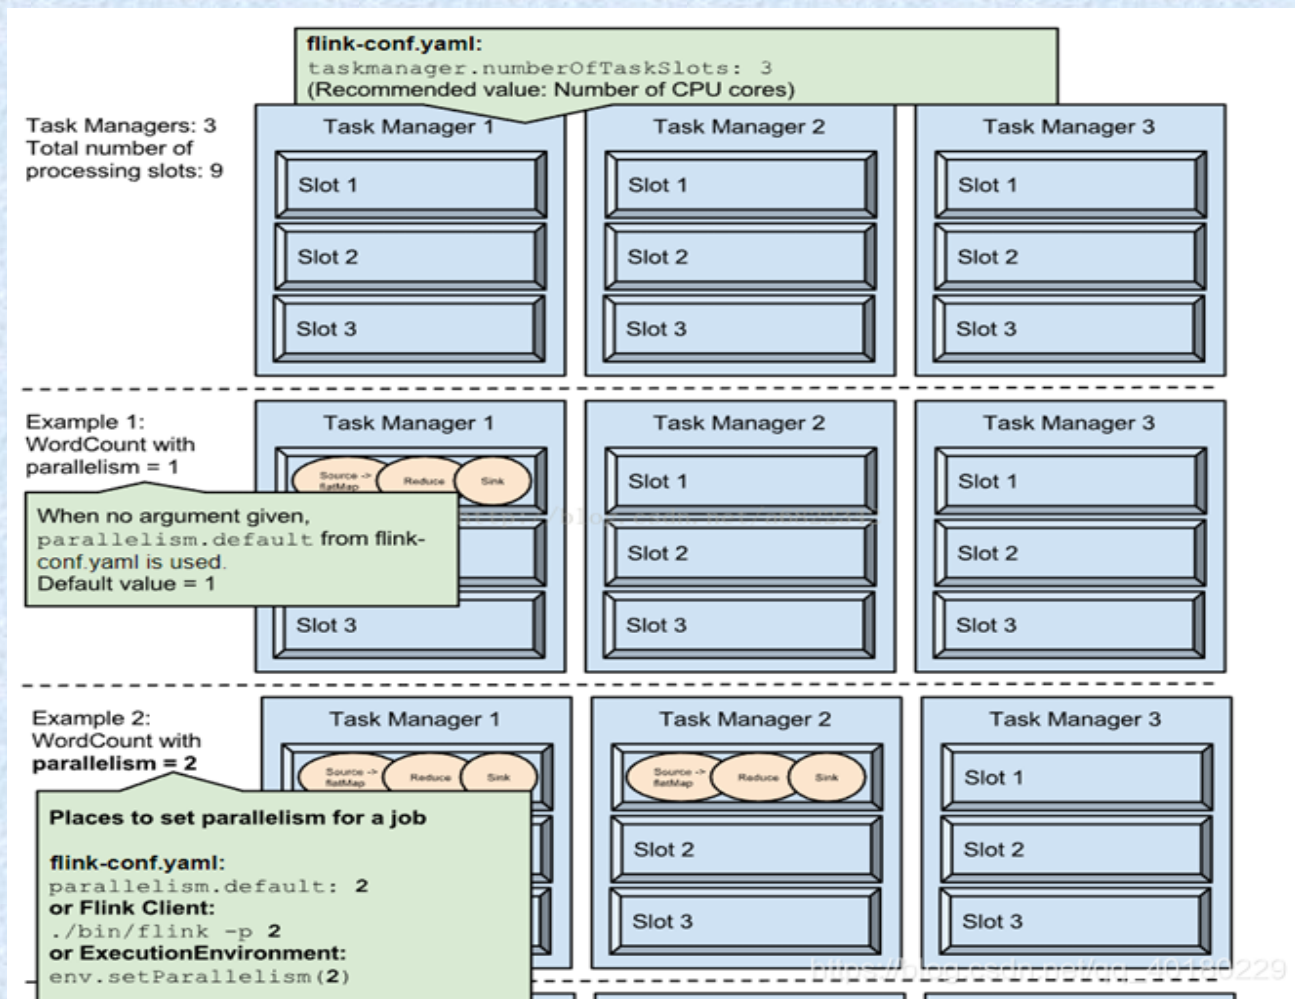 flink-conf.yaml:
taskmanager.numberOfTaskSlots: 3
(Recommended value: Number of CPU cores)
Task Managers: 3
Total number of
processing slots: 9
Task Manager 1
Slot 1
Slot 2
Slot 3
Task Manager 2
Slot 1
Slot 2
Slot 3
Task Manager 3
Slot 1
Slot 2
Slot 3
Example 1:
WordCount with
parallelism = 1
When no argument given,
parallelism.default from flink-
conf.yaml is used.
Default value = 1
Task Manager 1
Source ->
flatMap
Reduce
Sink
Slot 3
Task Manager 2
Slot 1
Slot 2
Slot 3
Task Manager 3
Slot 1
Slot 2
Slot 3
Example 2:
WordCount with
parallelism = 2
Places to set parallelism for a job
flink-conf.yaml:
parallelism.default: 2
or Flink Client:
./bin/flink -p 2
or ExecutionEnvironment:
env.setParallelism(2)
Task Manager 1
Source ->
flatMap
Reduce
Sink
Task Manager 2
Source ->
flatMap
Reduce
Sink
Slot 2
Slot 3
Task Manager 3
Slot 1
Slot 2
Slot 3
https://blog.csdn.net/qq_40180229